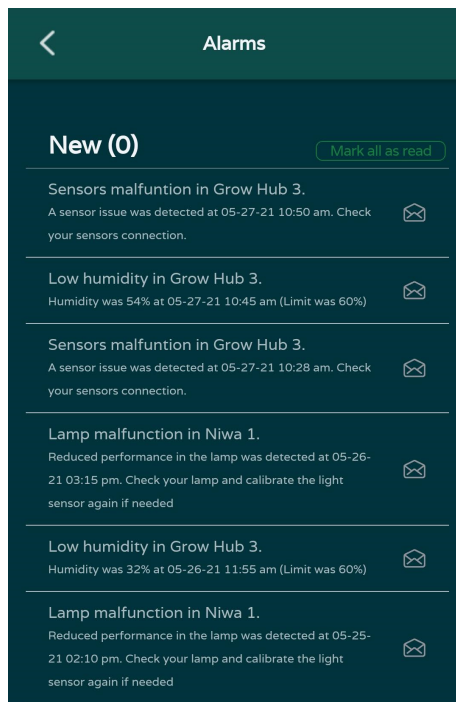 Alarms
New (0)
Mark all as read
Sensors malfuntion in Grow Hub 3.
A sensor issue was detected at 05-27-21 10:50 am. Check
your sensors connection.
Low humidity in Grow Hub 3.
Humidity was 54% at 05-27-21 10:45 am (Limit was 60%)
Sensors malfuntion in Grow Hub 3.
A sensor issue was detected at 05-27-21 10:28 am. Check
your sensors connection.
Lamp malfunction in Niwa 1.
Reduced performance in the lamp was detected at 05-26-
21 03:15 pm. Check your lamp and calibrate the light
sensor again if needed
Low humidity in Grow Hub 3.
Humidity was 32% at 05-26-21 11:55 am (Limit was 60%)
Lamp malfunction in Niwa 1.
Reduced performance in the lamp was detected at 05-25-
21 02:10 pm. Check your lamp and calibrate the light
sensor again if needed